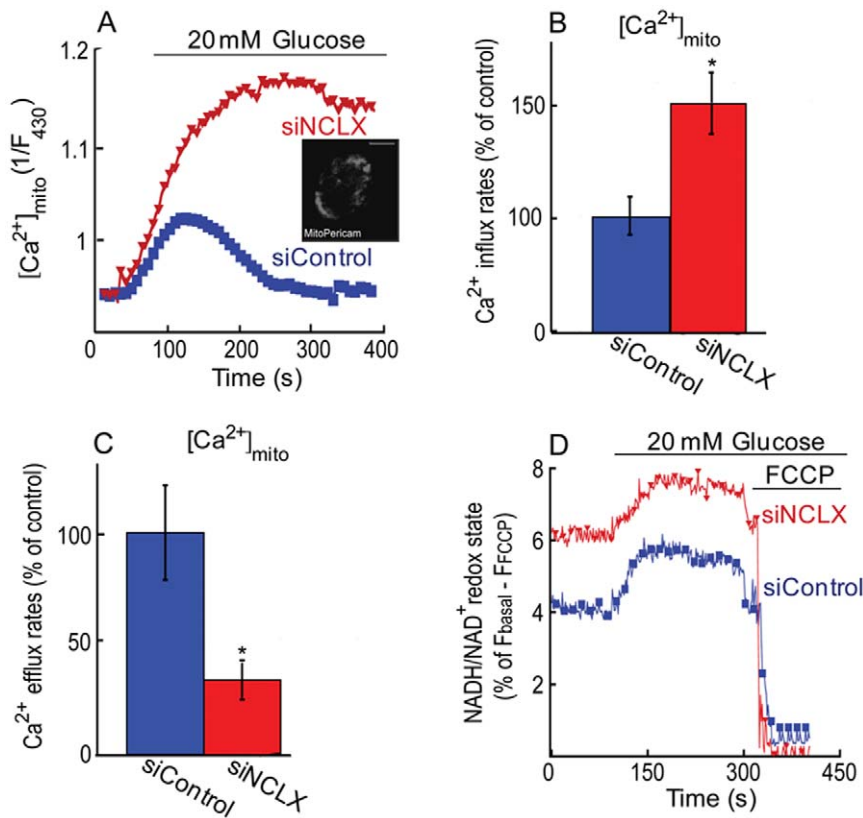 A
20 mM Glucose
[Ca²⁺]mito (1/F430)
1.2
1.1
1
siNCLX
MitoPericam
siControl
0 100 200 300 400
Time (s)
B
[Ca²⁺]mito
*
Ca²⁺ influx rates (% of control)
150
100
0
siControl
siNCLX
C
[Ca²⁺]mito
Ca²⁺ efflux rates (% of control)
100
50
0
*
siControl
siNCLX
D
20 mM Glucose
FCCP
NADH/NAD⁺ redox state
(% of Fbasal - FFCCP)
8
6
4
2
siNCLX
siControl
0 150 300 450
Time (s)